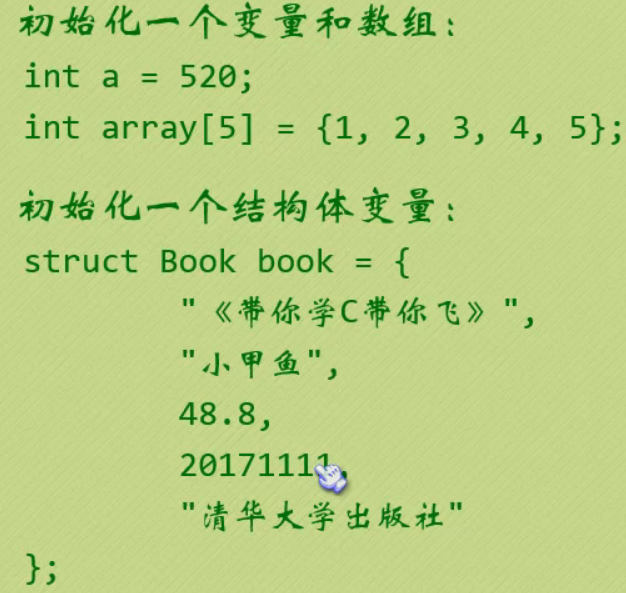 初始化一个变量和数组:
int a = 520;
int array[5] = {1, 2, 3, 4, 5};
初始化一个结构体变量:
struct Book book = {
"《带你学C带你飞》",
"小甲鱼",
48.8,
20171111,
"清华大学出版社"
};